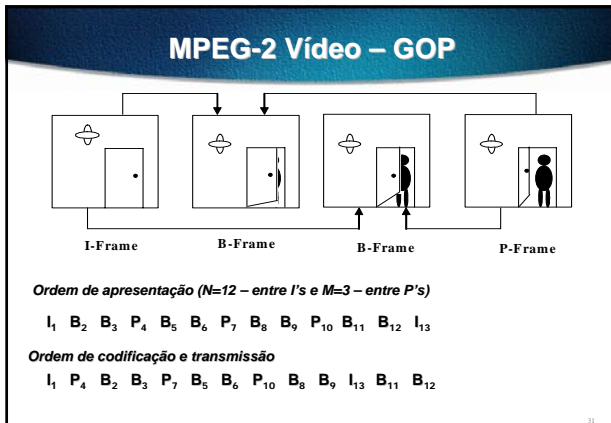 MPEG-2 Vídeo – GOP
I-Frame B-Frame B-Frame P-Frame
Ordem de apresentação (N=12 – entre I's e M=3 – entre P's)
I₁ B₂ B₃ P₄ B₅ B₆ P₇ B₈ B₉ P₁₀ B₁₁ B₁₂ I₁₃
Ordem de codificação e transmissão
I₁ P₄ B₂ B₃ P₇ B₅ B₆ P₁₀ B₈ B₉ I₁₃ B₁₁ B₁₂
31